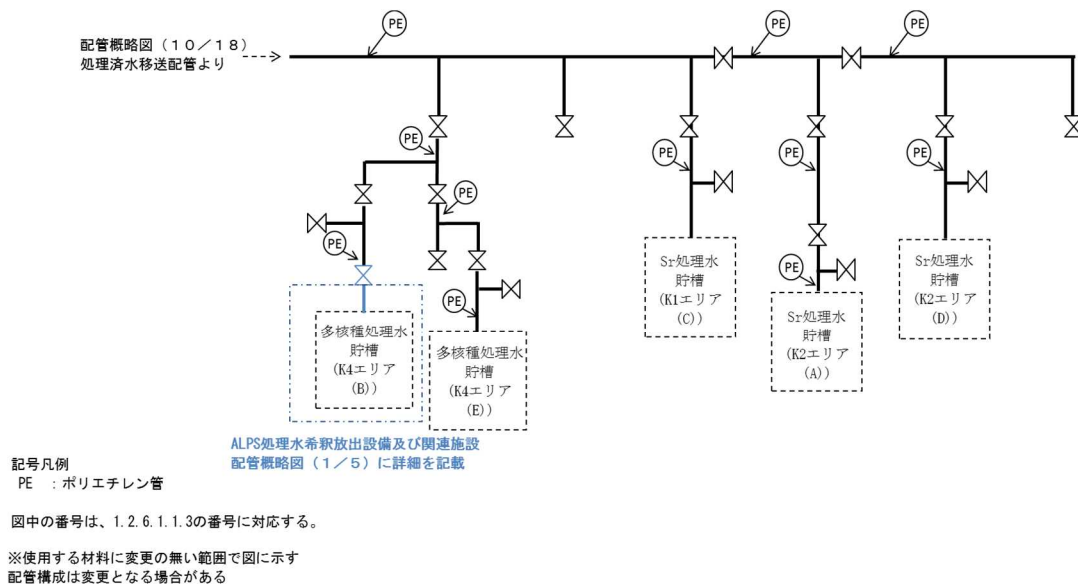 PE
PE
PE
配管概略図（１０／１８）
処理済水移送配管より
PE
PE
PE
PE
PE
PE
PE
PE
Sr処理水
貯槽
(K1エリア
(C))
Sr処理水
貯槽
(K2エリア
(A))
Sr処理水
貯槽
(K2エリア
(D))
多核種処理水
貯槽
(K4エリア
(B))
多核種処理水
貯槽
(K4エリア
(E))
ALPS処理水希釈放出設備及び関連施設
配管概略図（１／５）に詳細を記載
記号凡例
PE ：ポリエチレン管
図中の番号は、1.2.6.1.1.3の番号に対応する。
※使用する材料に変更の無い範囲で図に示す
配管構成は変更となる場合がある